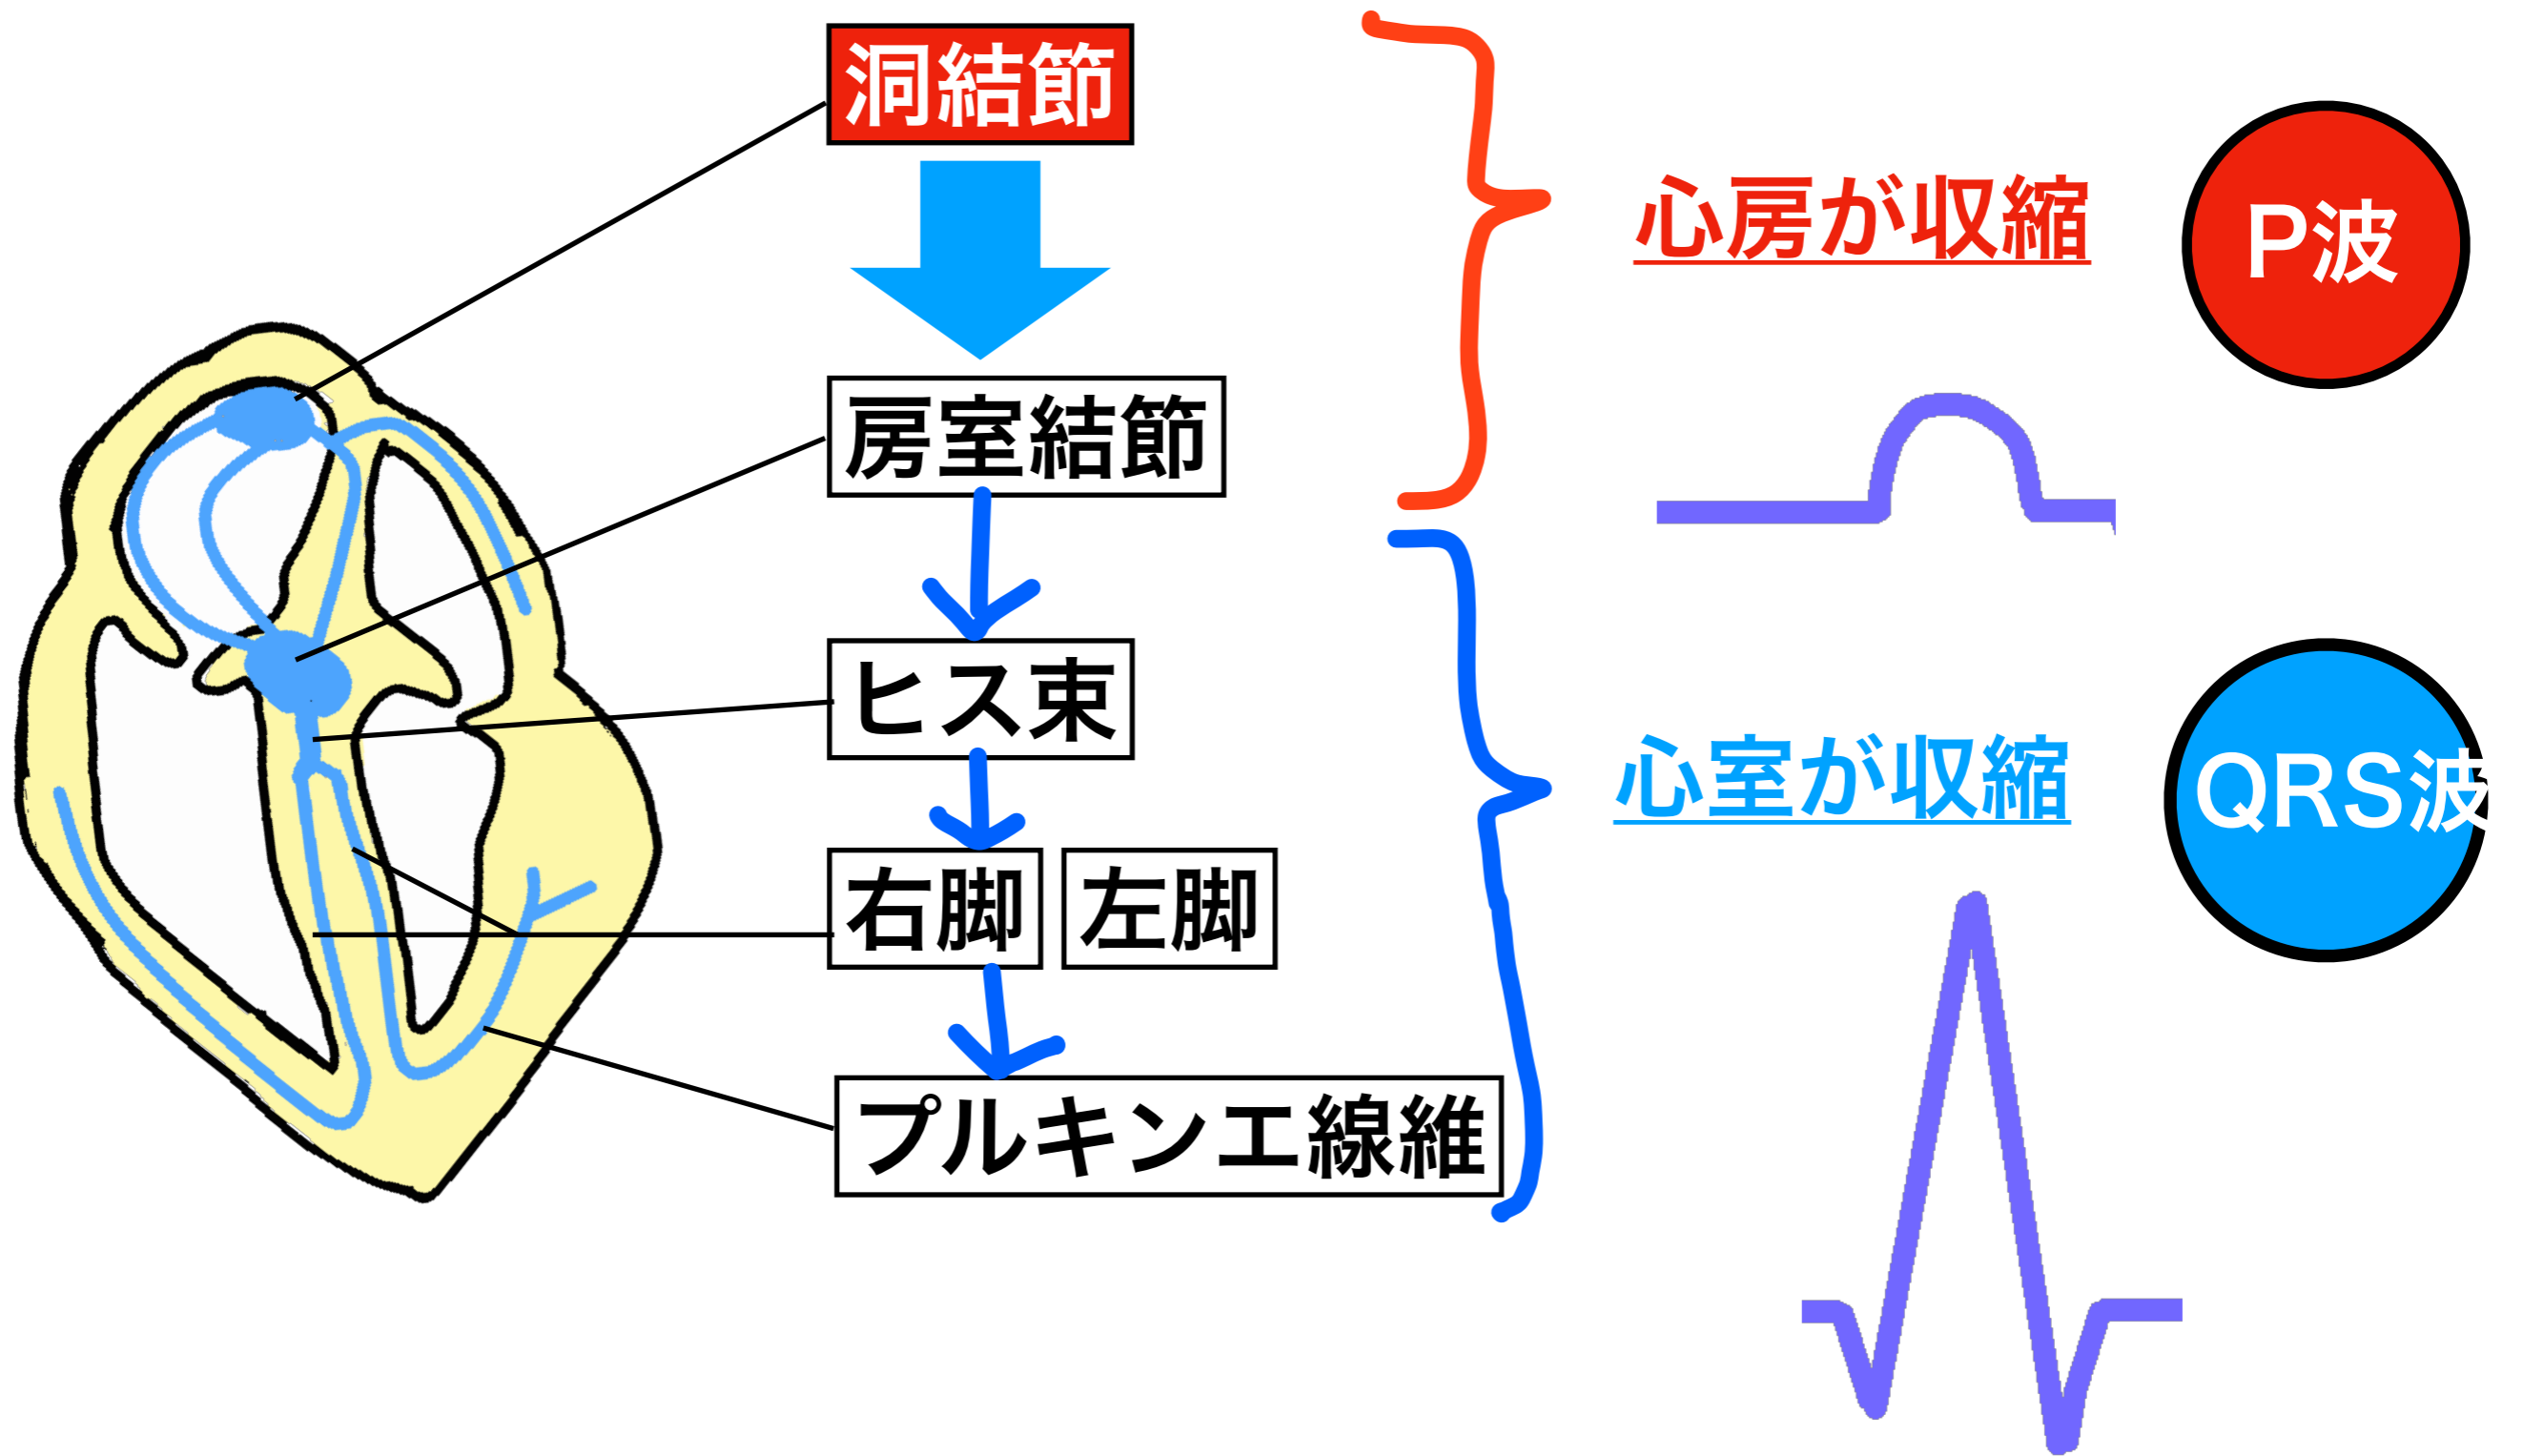 洞結節
房室結節
ヒス束
右脚
左脚
プルキンエ線維
心房が収縮
P波
心室が収縮
QRS波